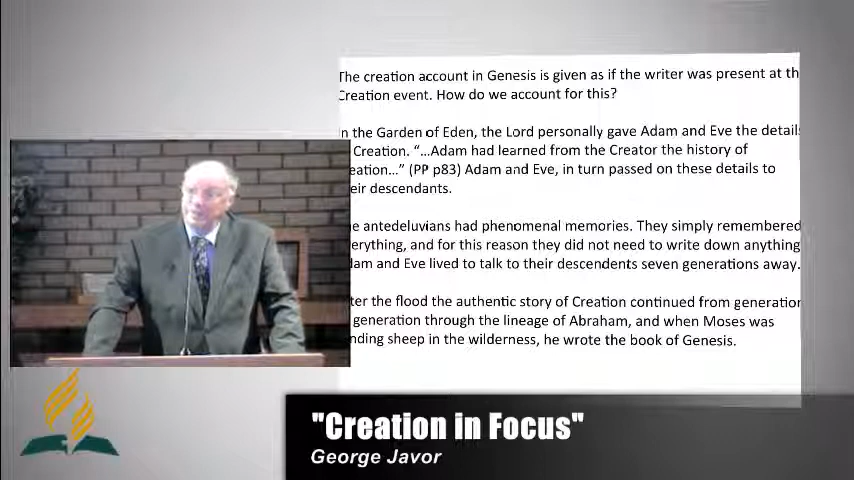 The creation account in Genesis is given as if the writer was present at th
Creation event. How do we account for this?
n the Garden of Eden, the Lord personally gave Adam and Eve the details
Creation. “…Adam had learned from the Creator the history of
eation…” (PP p83) Adam and Eve, in turn passed on these details to
eir descendants.
e antedeluvians had phenomenal memories. They simply remembered
verything, and for this reason they did not need to write down anything
dam and Eve lived to talk to their descendents seven generations away.
ter the flood the authentic story of Creation continued from generation
generation through the lineage of Abraham, and when Moses was
nding sheep in the wilderness, he wrote the book of Genesis.
"Creation in Focus"
George Javor